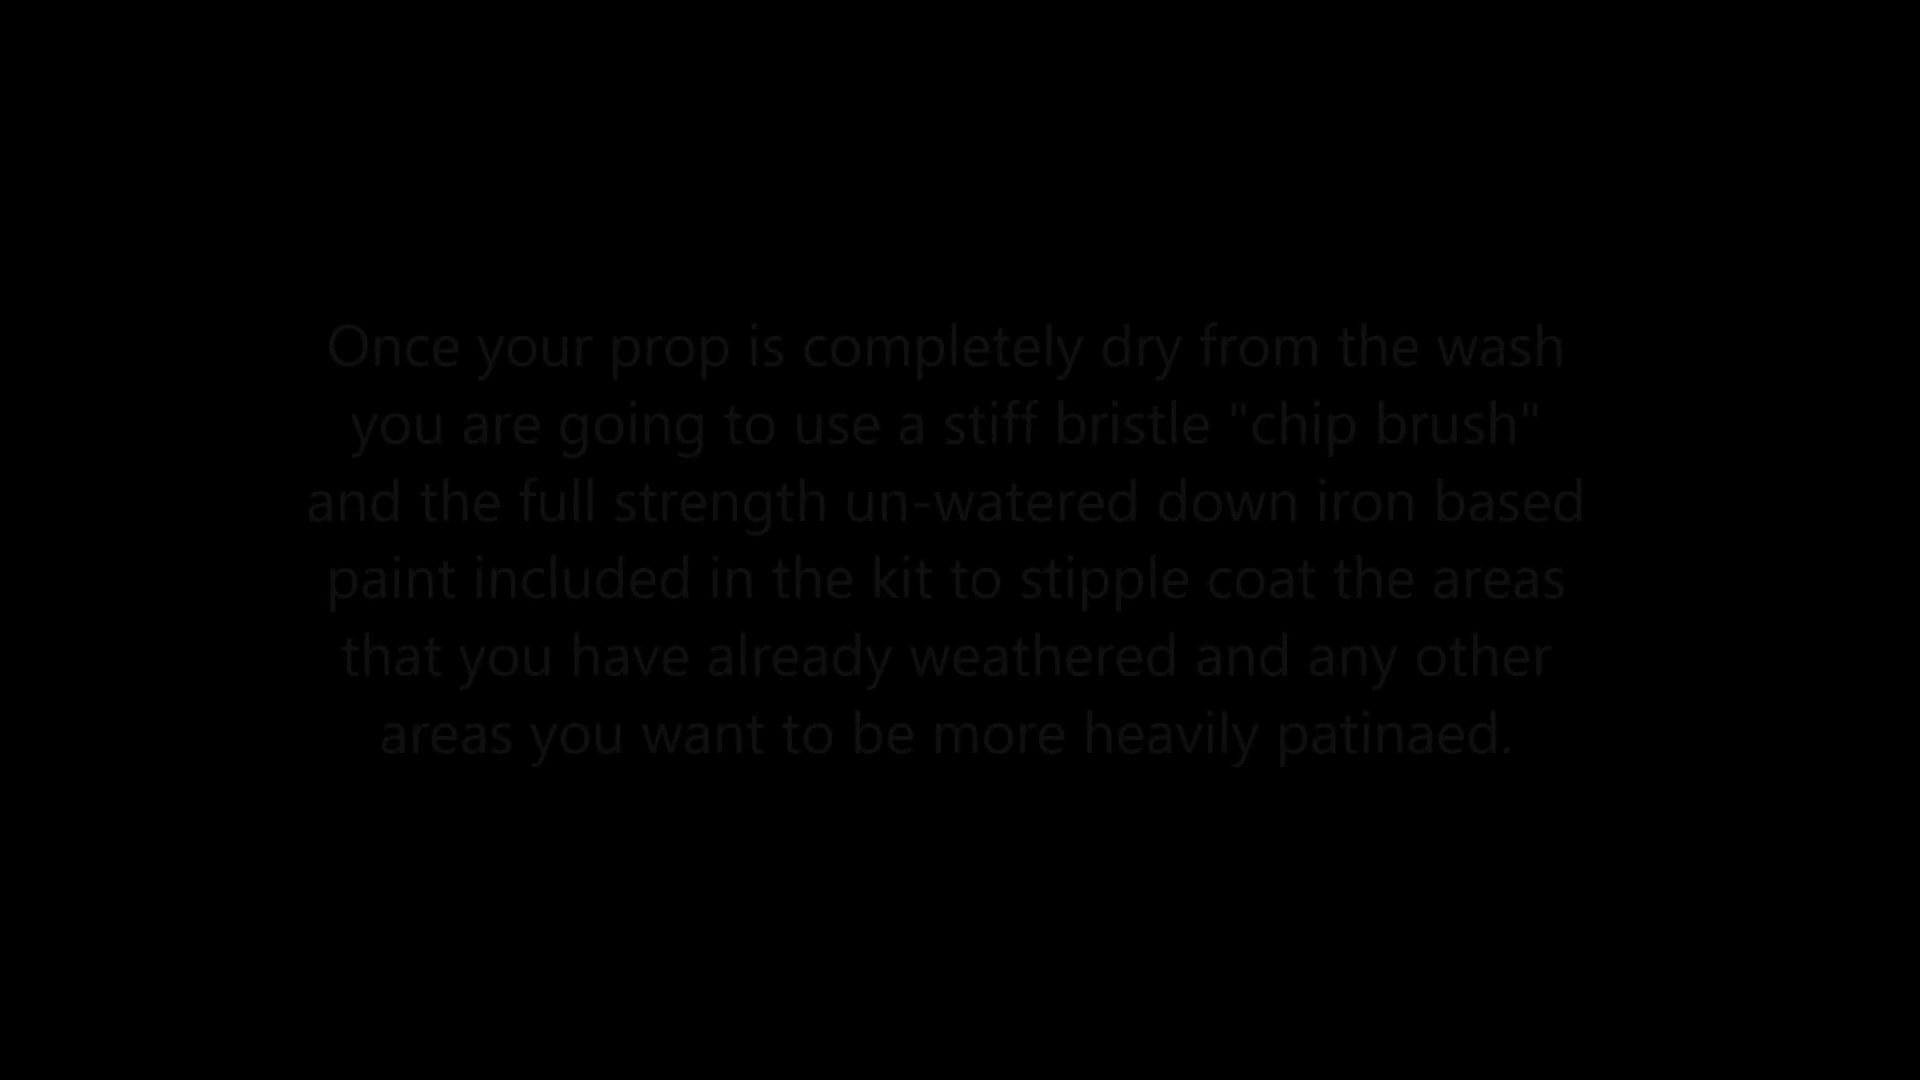 Once your prop is completely dry from the wash
you are going to use a stiff bristle "chip brush"
and the full strength un-watered down iron based
paint included in the kit to stipple coat the areas
that you have already weathered and any other
areas you want to be more heavily patinaed.